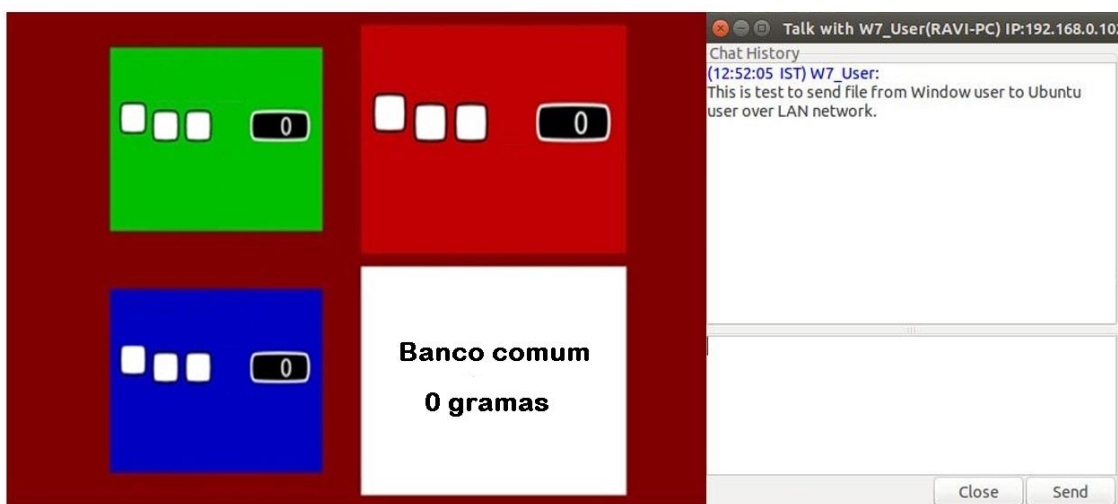 0
0
0
Banco comum
0 gramas
Talk with W7_User(RAVI-PC) IP:192.168.0.102
Chat History
(12:52:05 IST) W7_User:
This is test to send file from Window user to Ubuntu
user over LAN network.
Close
Send